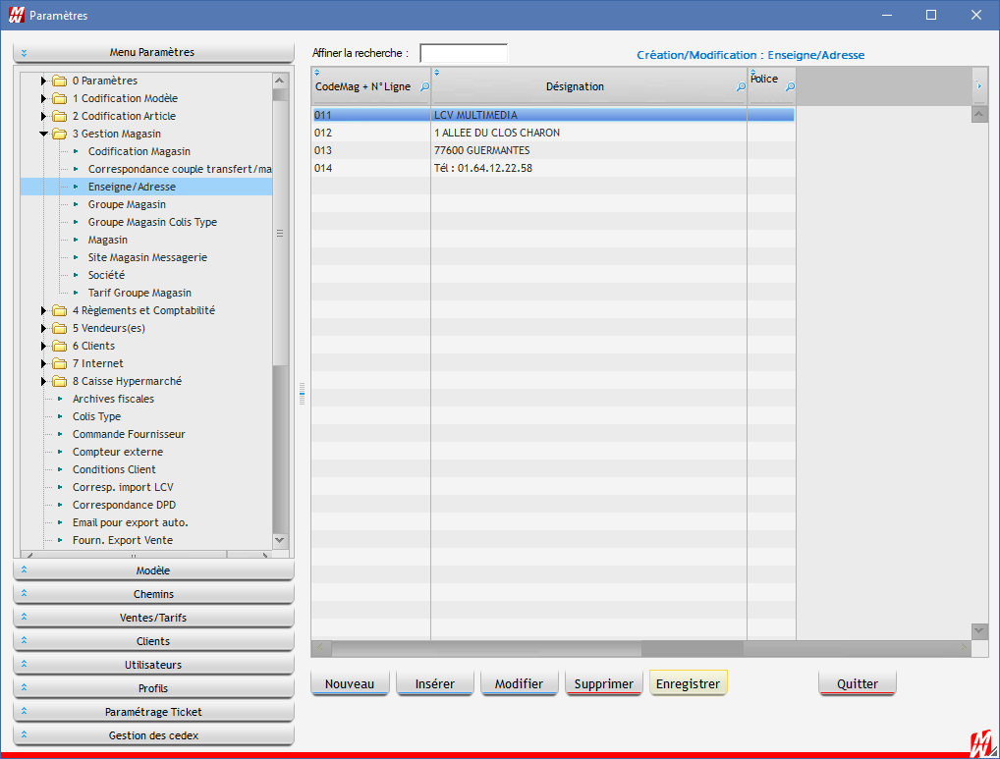 Paramètres
Menu Paramètres
0 Paramètres
1 Codification Modèle
2 Codification Article
3 Gestion Magasin
Codification Magasin
Correspondance couple transfert/ma
Enseigne/Adresse
Groupe Magasin
Groupe Magasin Colis Type
Magasin
Site Magasin Messagerie
Société
Tarif Groupe Magasin
4 Règlements et Comptabilité
5 Vendeurs(es)
6 Clients
7 Internet
8 Caisse Hypermarché
Archives fiscales
Colis Type
Commande Fournisseur
Compteur externe
Conditions Client
Corresp. import LCV
Correspondance DPD
Email pour export auto.
Fourn. Export Vente
Modèle
Chemins
Ventes/Tarifs
Clients
Utilisateurs
Profils
Paramétrage Ticket
Gestion des cedex
Affiner la recherche :
Création/Modification : Enseigne/Adresse
CodeMag + N° Ligne Désignation Police
011 LCV MULTIMEDIA
012 1 ALLEE DU CLOS CHARON
013 77600 GUERMANTES
014 Tél : 01.64.12.22.58
Nouveau Insérer Modifier Supprimer Enregistrer Quitter